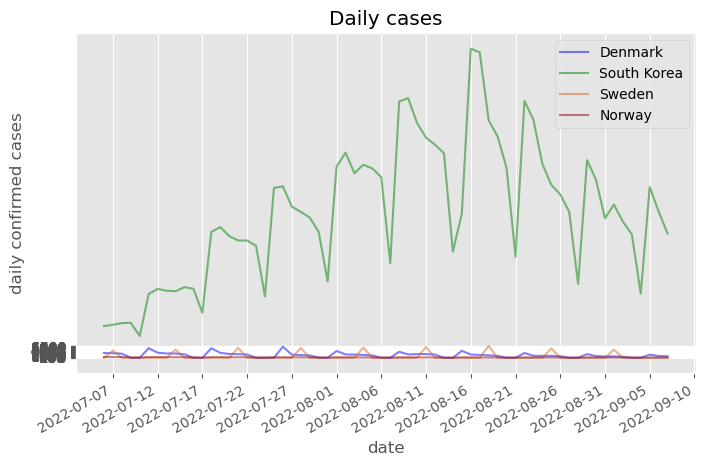 Daily cases
daily confirmed cases
Denmark
South Korea
Sweden
Norway
2022-07-07
2022-07-12
2022-07-17
2022-07-22
2022-07-27
2022-08-01
2022-08-06
2022-08-11
2022-08-16
2022-08-21
2022-08-26
2022-08-31
2022-09-05
2022-09-10
date